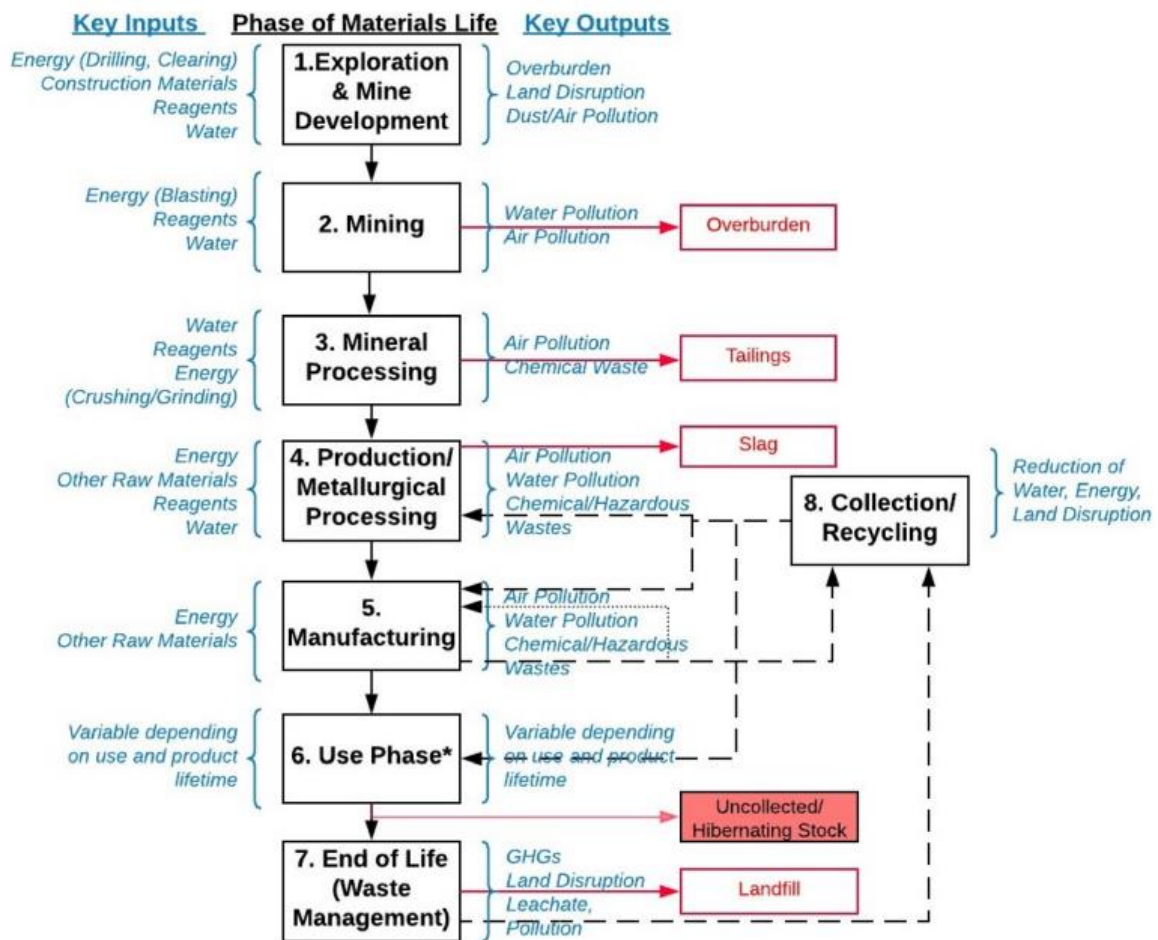 Key Inputs Phase of Materials Life Key Outputs
Energy (Drilling, Clearing)
Construction Materials
Reagents
Water
1.Exploration
& Mine
Development
Overburden
Land Disruption
Dust/Air Pollution
Energy (Blasting)
Reagents
Water
2. Mining
Water Pollution
Air Pollution
Overburden
Water
Reagents
Energy
(Crushing/Grinding)
3. Mineral
Processing
Air Pollution
Chemical Waste
Tailings
Energy
Other Raw Materials
Reagents
Water
4. Production/
Metallurgical
Processing
Air Pollution
Water Pollution
Chemical/Hazardous
Wastes
Slag
8. Collection/
Recycling
Reduction of
Water, Energy,
Land Disruption
Energy
Other Raw Materials
5.
Manufacturing
Air Pollution
Water Pollution
Chemical/Hazardous
Wastes
Variable depending
on use and product
lifetime
6. Use Phase*
Variable depending
on use and product
lifetime
Uncollected/
Hibernating Stock
7. End of Life
(Waste
Management)
GHGs
Land Disruption
Leachate,
Pollution
Landfill